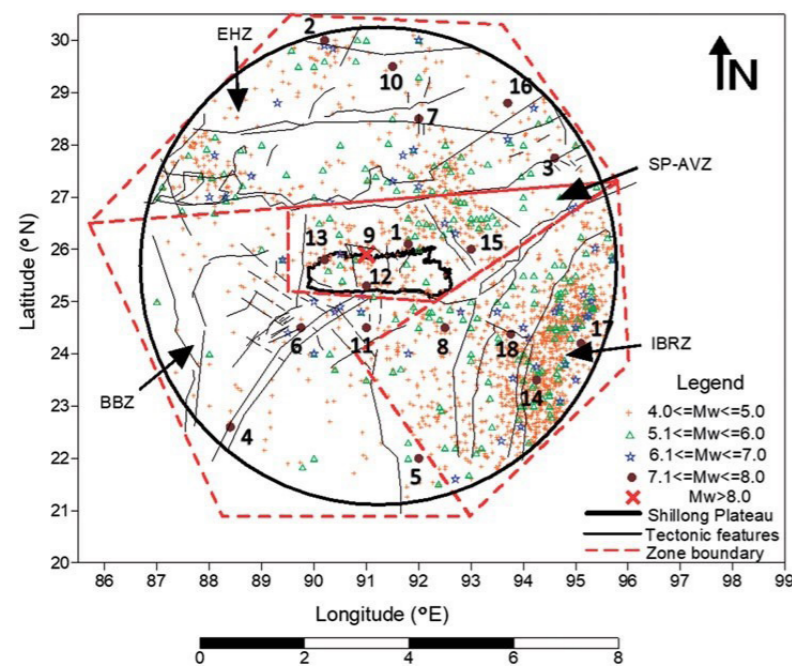 EHZ
2
10
16
7
3
SP-AVZ
13
9
1
15
12
6
11
8
18
17
IBRZ
14
BBZ
4
5
N
30
29
28
27
26
25
24
23
22
21
20
Latitude (° N)
86
87
88
89
90
91
92
93
94
95
96
97
98
99
Longitude (°E)
Legend
4.0<=Mw<=5.0
5.1<=Mw<=6.0
6.1<=Mw<=7.0
7.1<=Mw<=8.0
Mw>8.0
Shillong Plateau
Tectonic features
Zone boundary
0 2 4 6 8